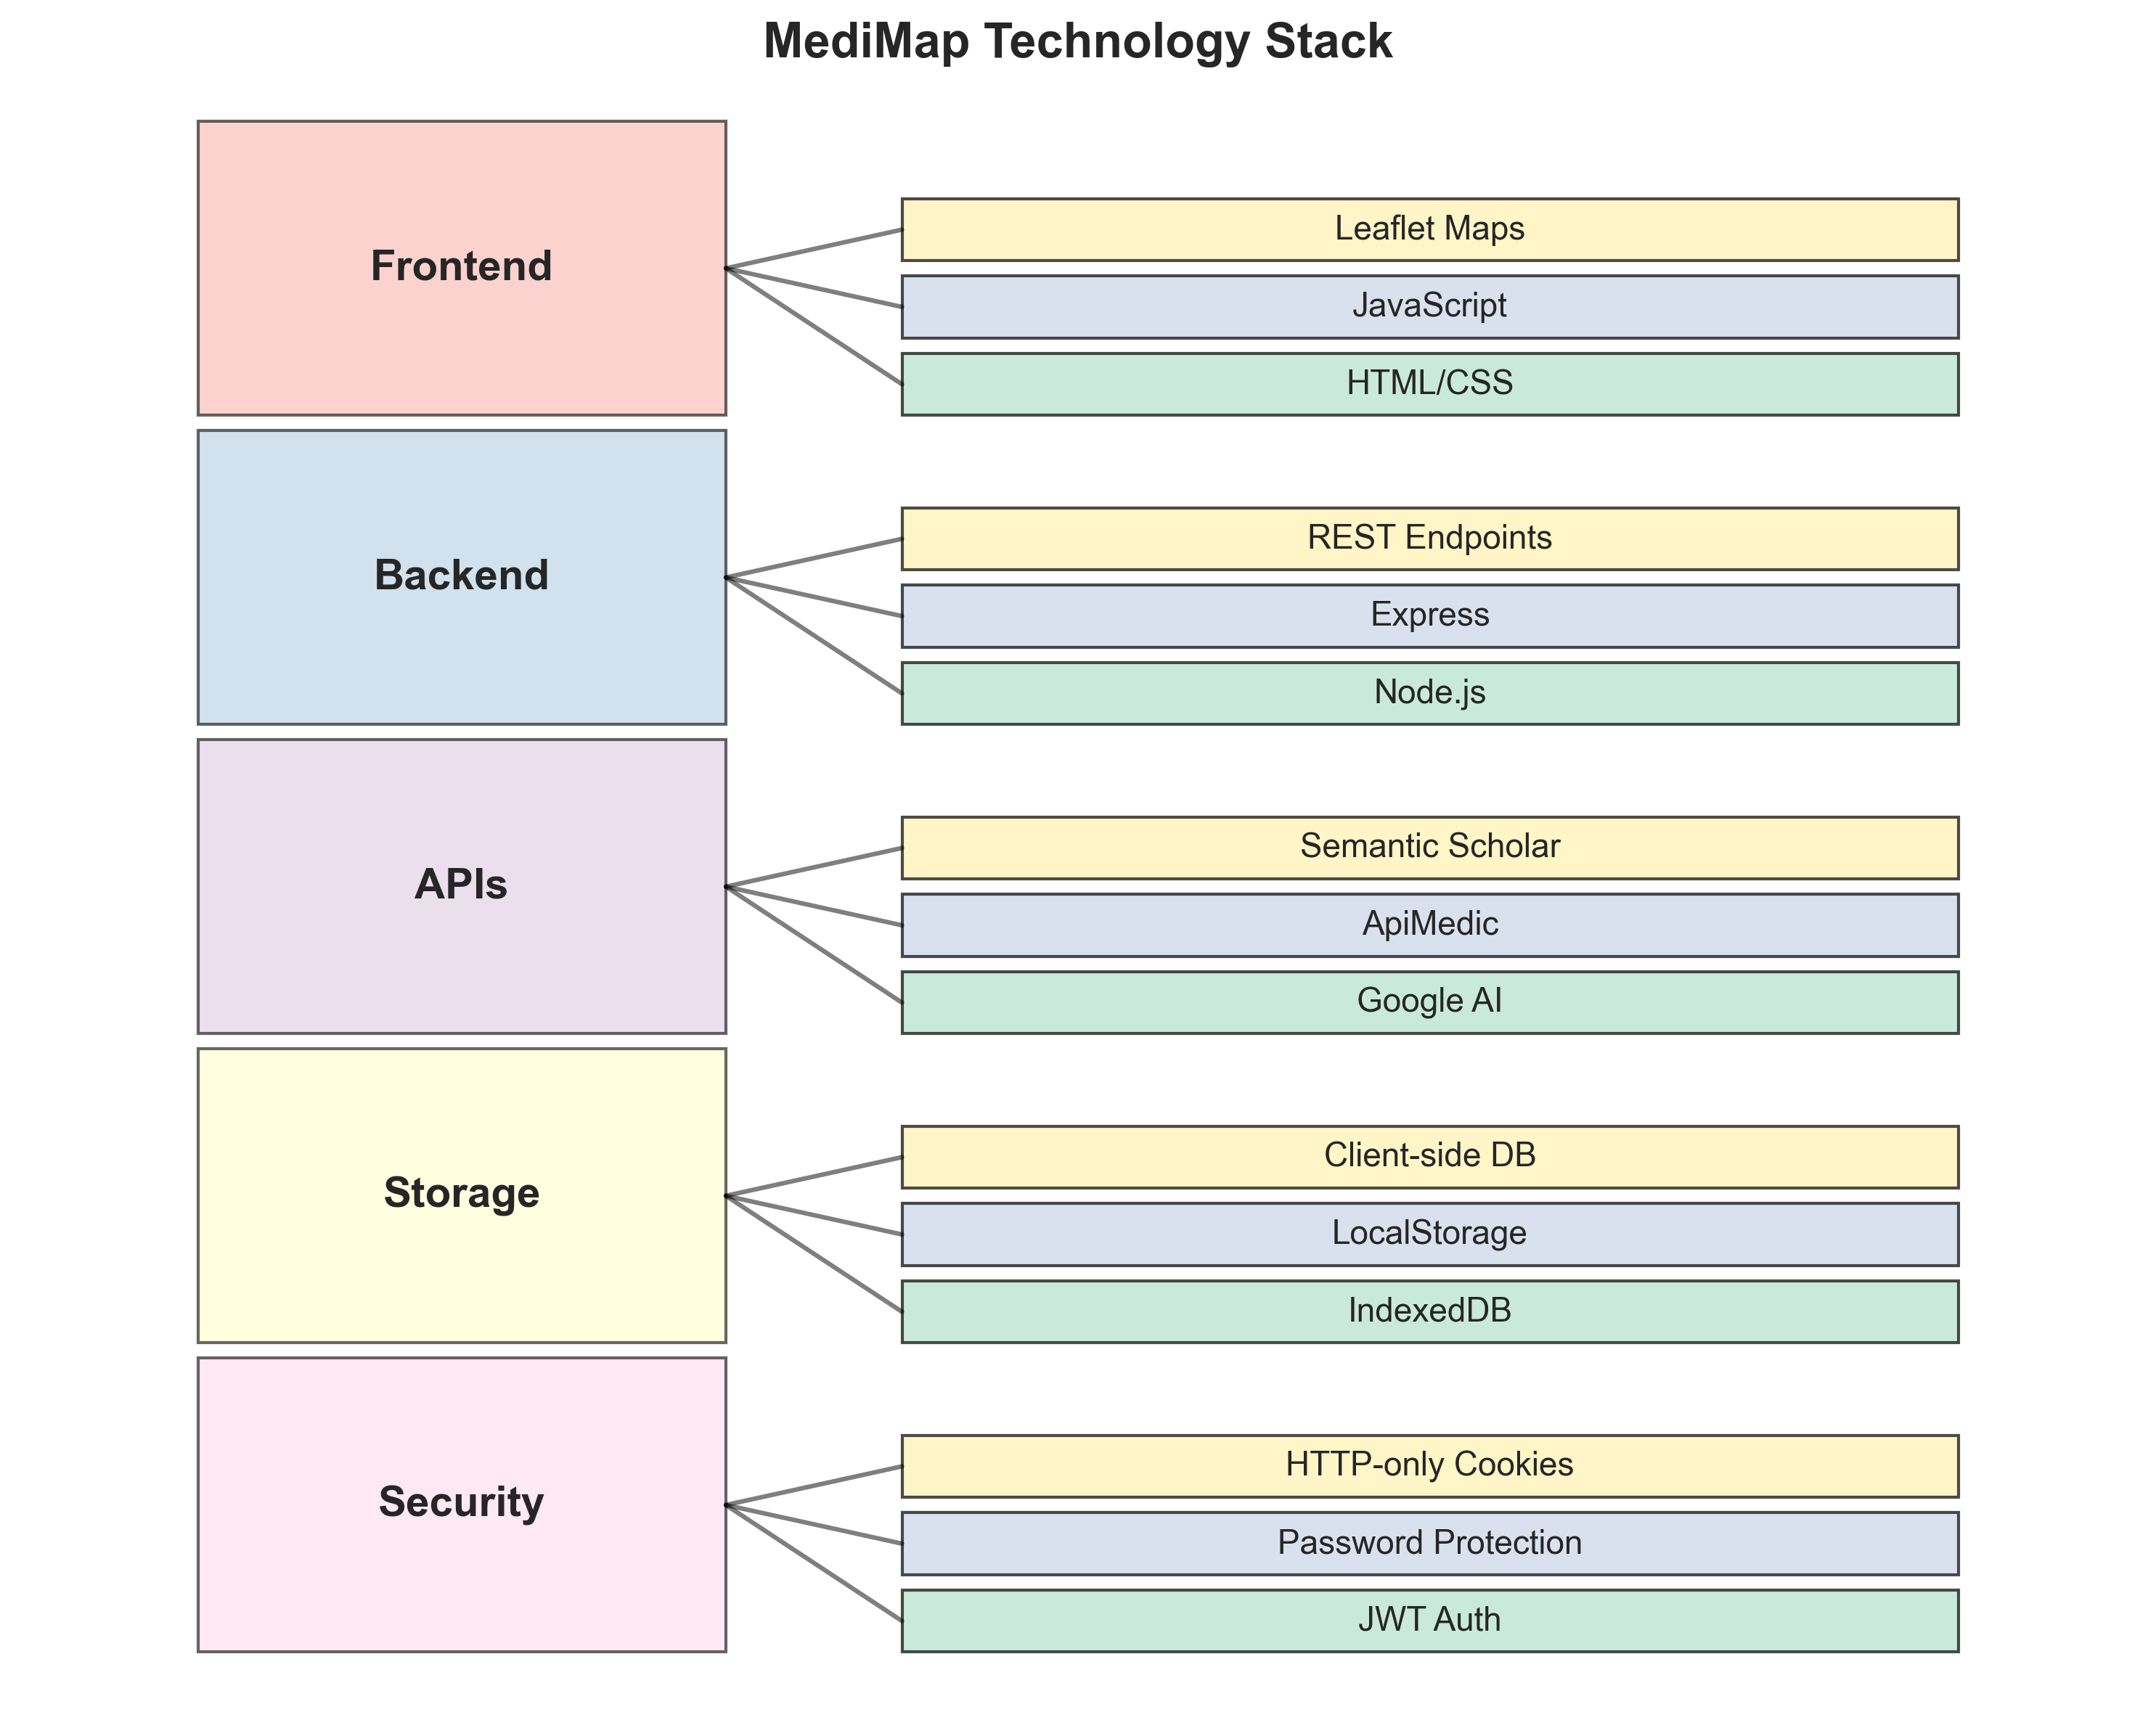 MediMap Technology Stack
Frontend
Leaflet Maps
JavaScript
HTML/CSS
Backend
REST Endpoints
Express
Node.js
APIs
Semantic Scholar
ApiMedic
Google AI
Storage
Client-side DB
LocalStorage
IndexedDB
Security
HTTP-only Cookies
Password Protection
JWT Auth